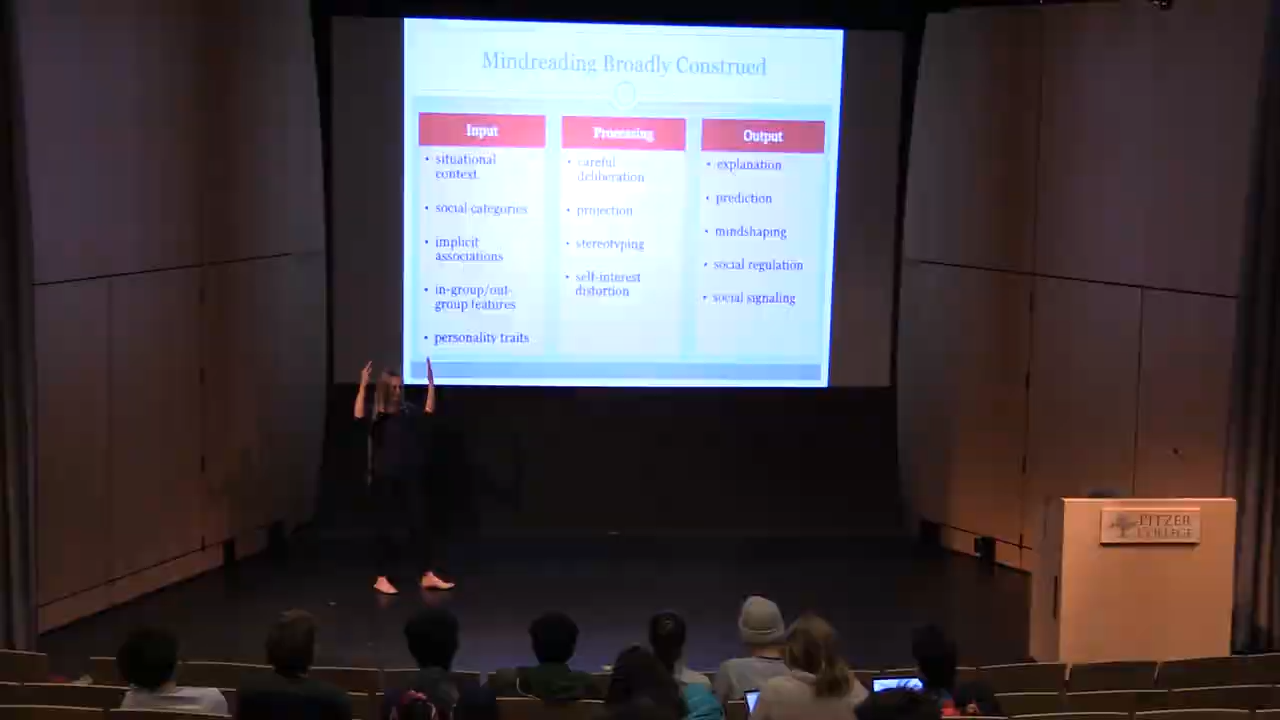 Mindreading Broadly Construed
Input
• situational
context
• social categories
• implicit
associations
• in-group/out-
group features
• personality traits
Processing
• careful
deliberation
• projection
• stereotyping
• self-interest
distortion
Output
• explanation
• prediction
• mindshaping
• social regulation
• social signaling
PITZER
COLLEGE